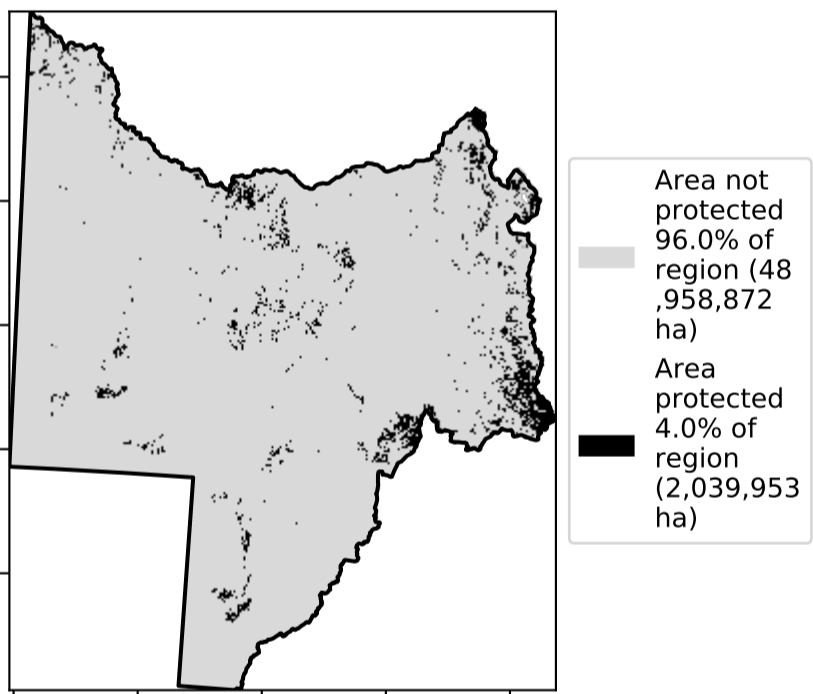 Area not
protected
96.0% of
region (48
,958,872
ha)
Area
protected
4.0% of
region
(2,039,953
ha)